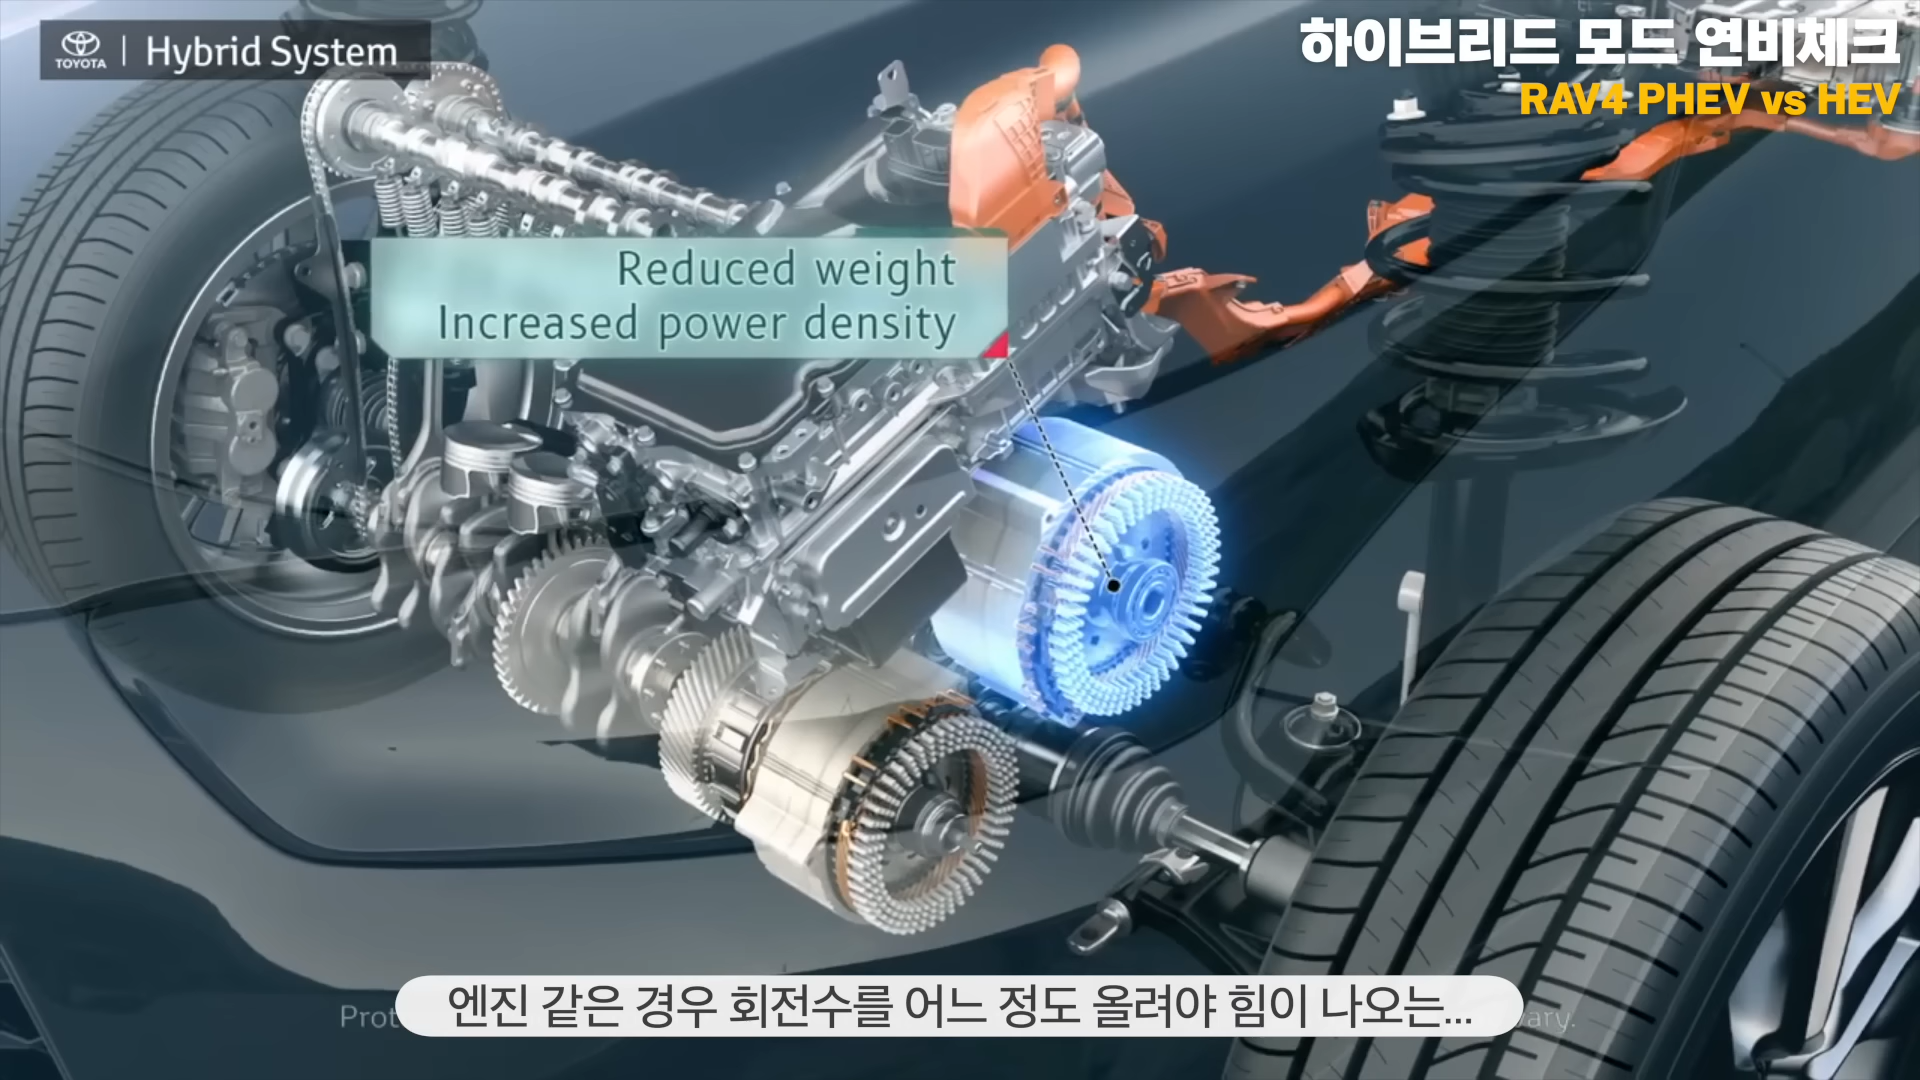 TOYOTA
Hybrid System
하이브리드 모드 연비체크
RAV4 PHEV vs HEV
Reduced weight
Increased power density
엔진 같은 경우 회전수를 어느 정도 올려야 힘이 나오는...